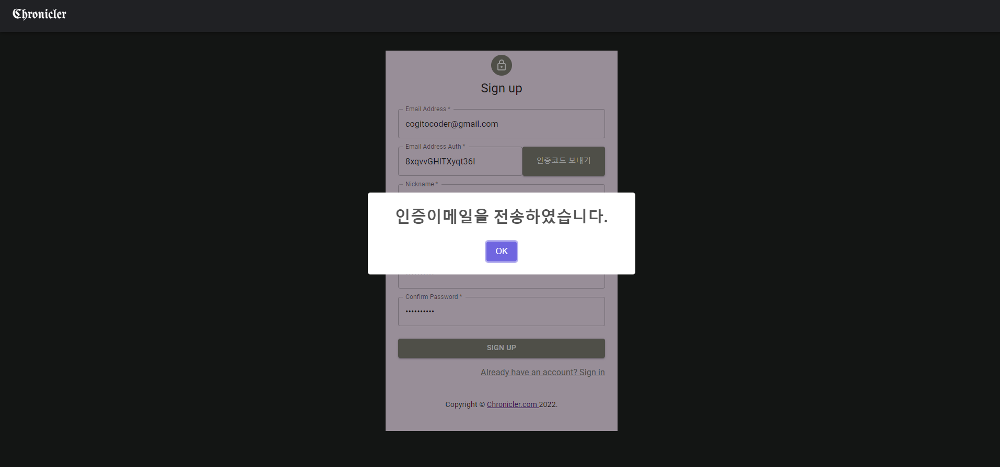 Chronicler
Sign up
Email Address *
cogitocoder@gmail.com
Email Address Auth *
인증코드 보내기
Nickname *
인증이메일을 전송하였습니다.
OK
Confirm Password *
••••••••••
SIGN UP
Already have an account? Sign in
Copyright © Chronicler.com 2022.